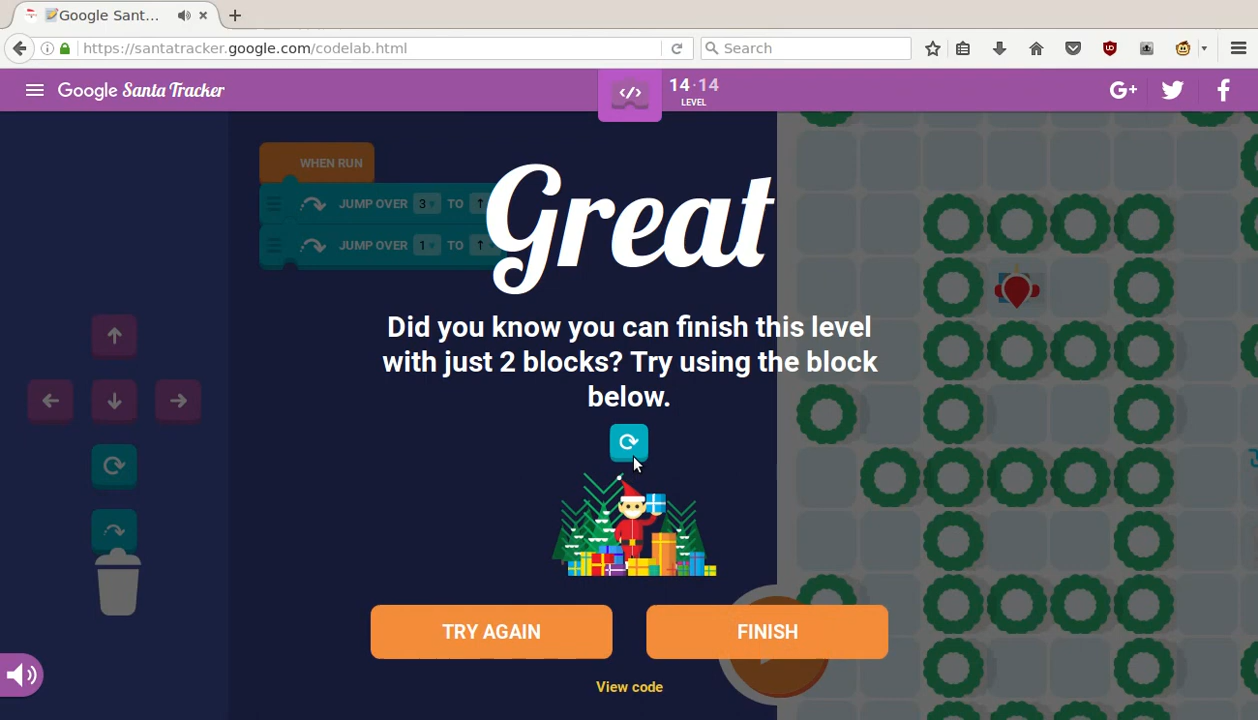 📝Google Sant...
https://santatracker.google.com/codelab.html
Search
Google Santa Tracker
</>
14·14
LEVEL
G+
WHEN RUN
JUMP OVER 3 TO ↑
JUMP OVER 1 TO ↑
Great
Did you know you can finish this level
with just 2 blocks? Try using the block
below.
TRY AGAIN
FINISH
View code